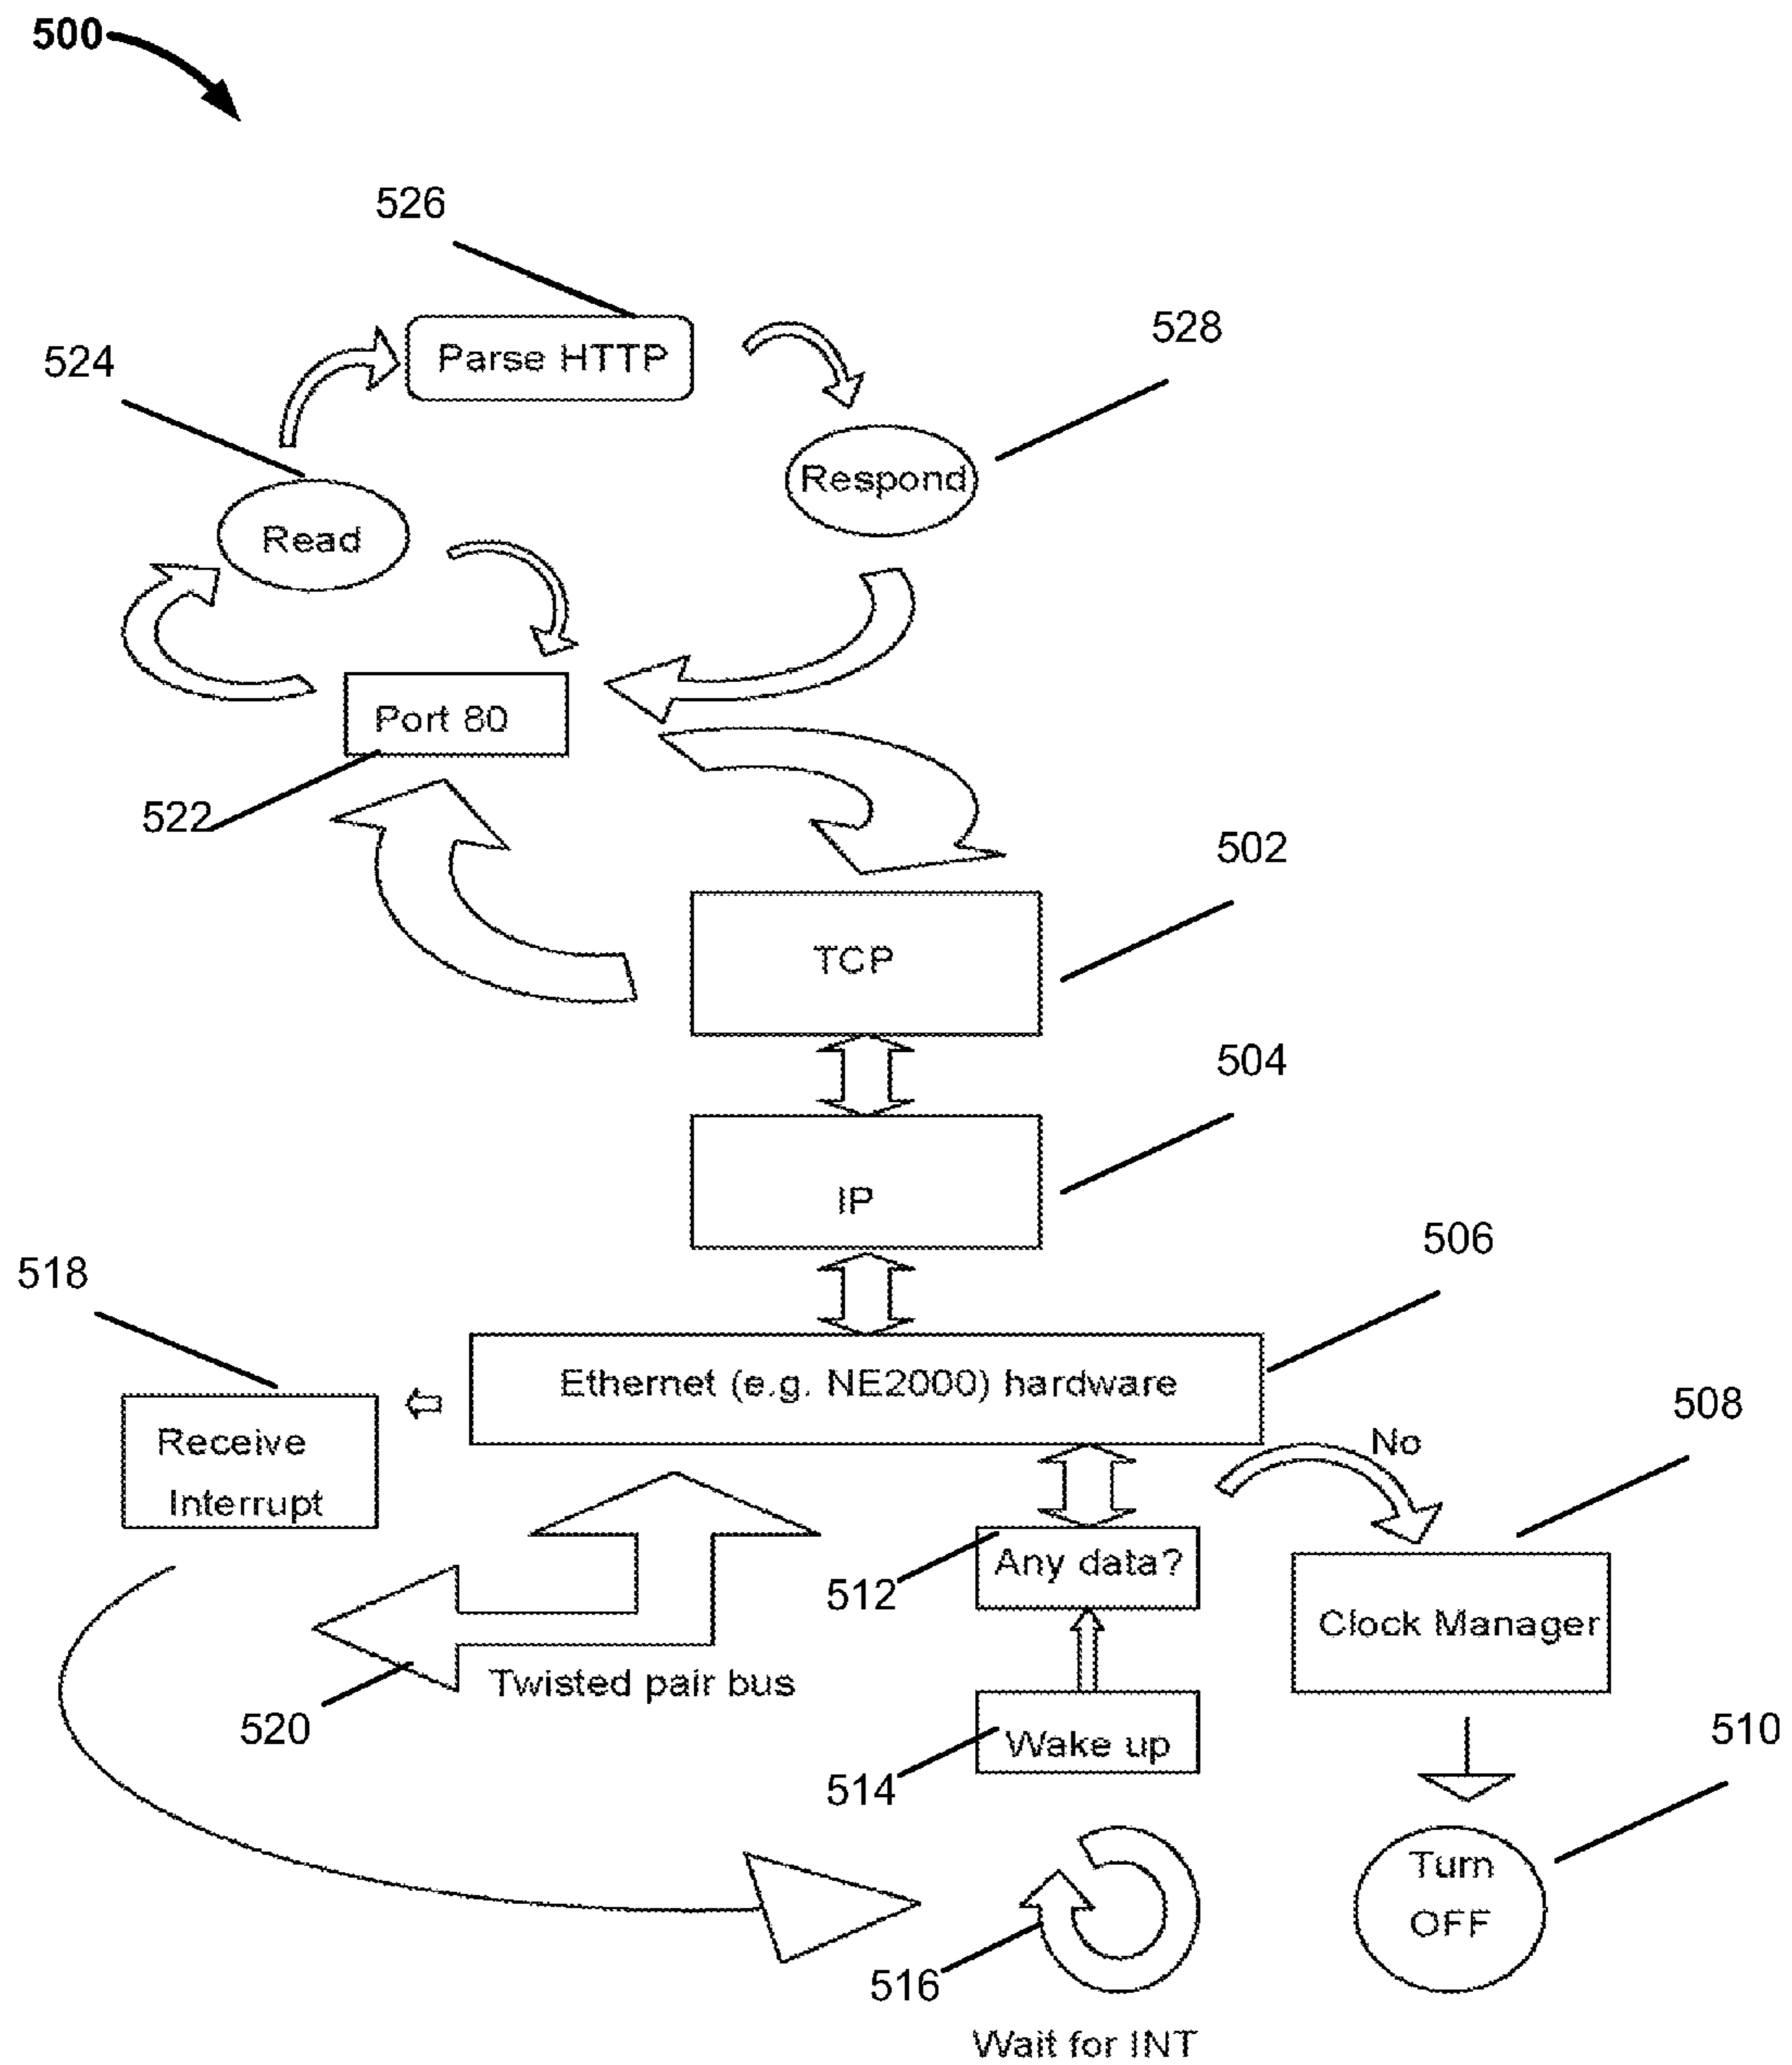 500
526
528
Parse HTTP
524
Respond
Read
Port 80
522
502
TCP
504
IP
506
518
Ethernet (e.g. NE2000) hardware
508
No
Receive
Interrupt
Any data?
512
Clock Manager
Twisted pair bus
520
Wake up
514
510
Turn
OFF
516
Wait for INT